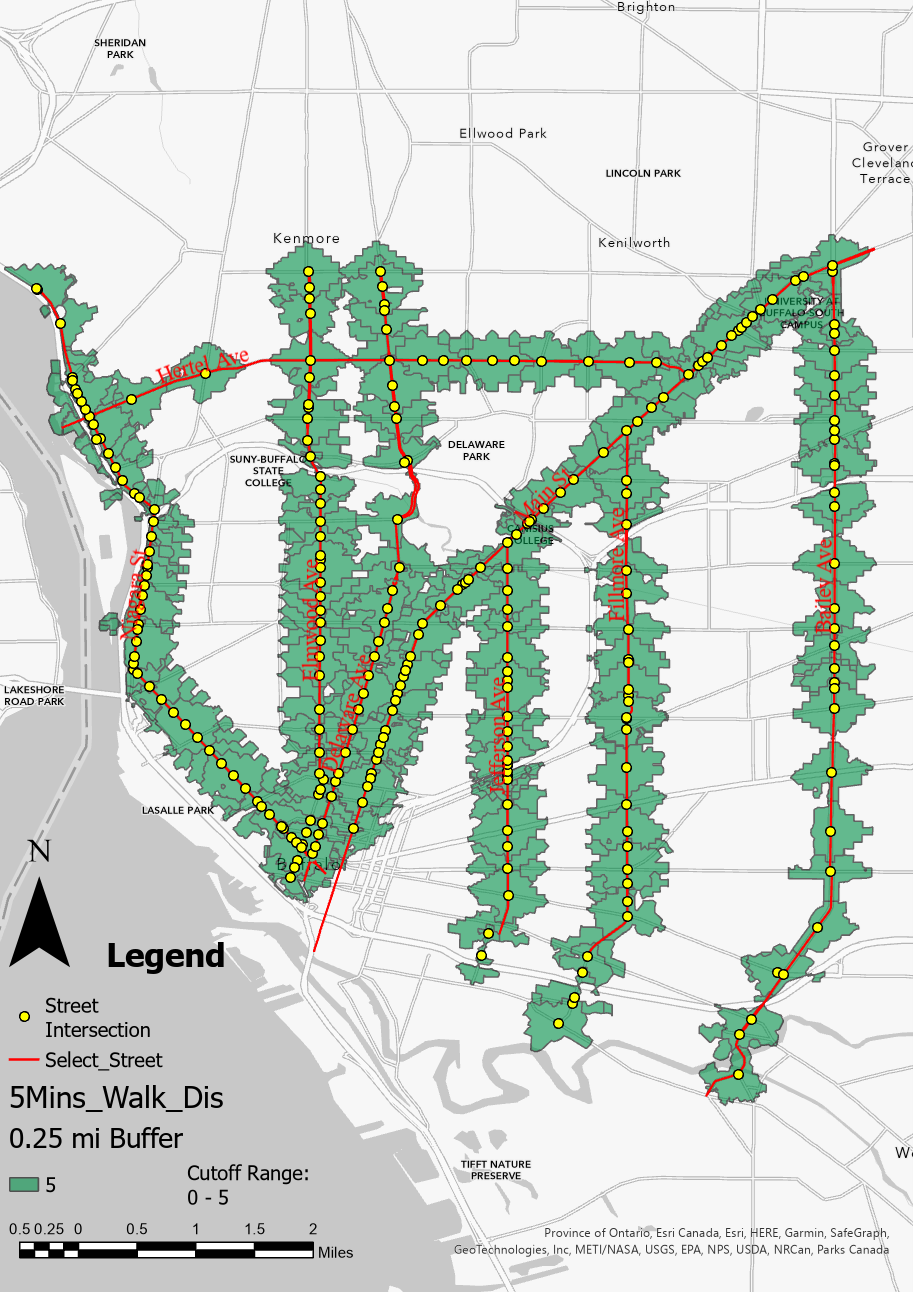 Brighton
SHERIDAN
PARK
Ellwood Park
Grover
Cleveland
Terrace
LINCOLN PARK
Kenmore
Kenilworth
UNIVERSITY AT
BUFFALO SOUTH
CAMPUS
Hertel Ave
DELAWARE
PARK
SUNY-BUFFALO
STATE
COLLEGE
Main St
CANISIUS
COLLEGE
Niagara St
Elmwood Ave
Fillmore Ave
Bailey Ave
Delaware Ave
Jefferson Ave
LAKESHORE
ROAD PARK
LASALLE PARK
Buffalo
N
Legend
Street
Intersection
Select_Street
5Mins_Walk_Dis
0.25 mi Buffer
5
Cutoff Range:
0 - 5
TIFFT NATURE
PRESERVE
We
0.5 0.25 0 0.5 1 1.5 2
Miles
Province of Ontario, Esri Canada, Esri, HERE, Garmin, SafeGraph,
GeoTechnologies, Inc, METI/NASA, USGS, EPA, NPS, USDA, NRCan, Parks Canada